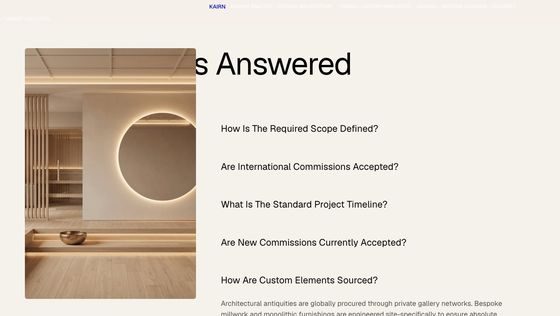 KAIRN
s Answered
How Is The Required Scope Defined?
Are International Commissions Accepted?
What Is The Standard Project Timeline?
Are New Commissions Currently Accepted?
How Are Custom Elements Sourced?
Architectural antiquities are globally procured through private gallery networks. Bespoke
millwork and monolithic furnishings are engineered site-specifically to ensure absolute